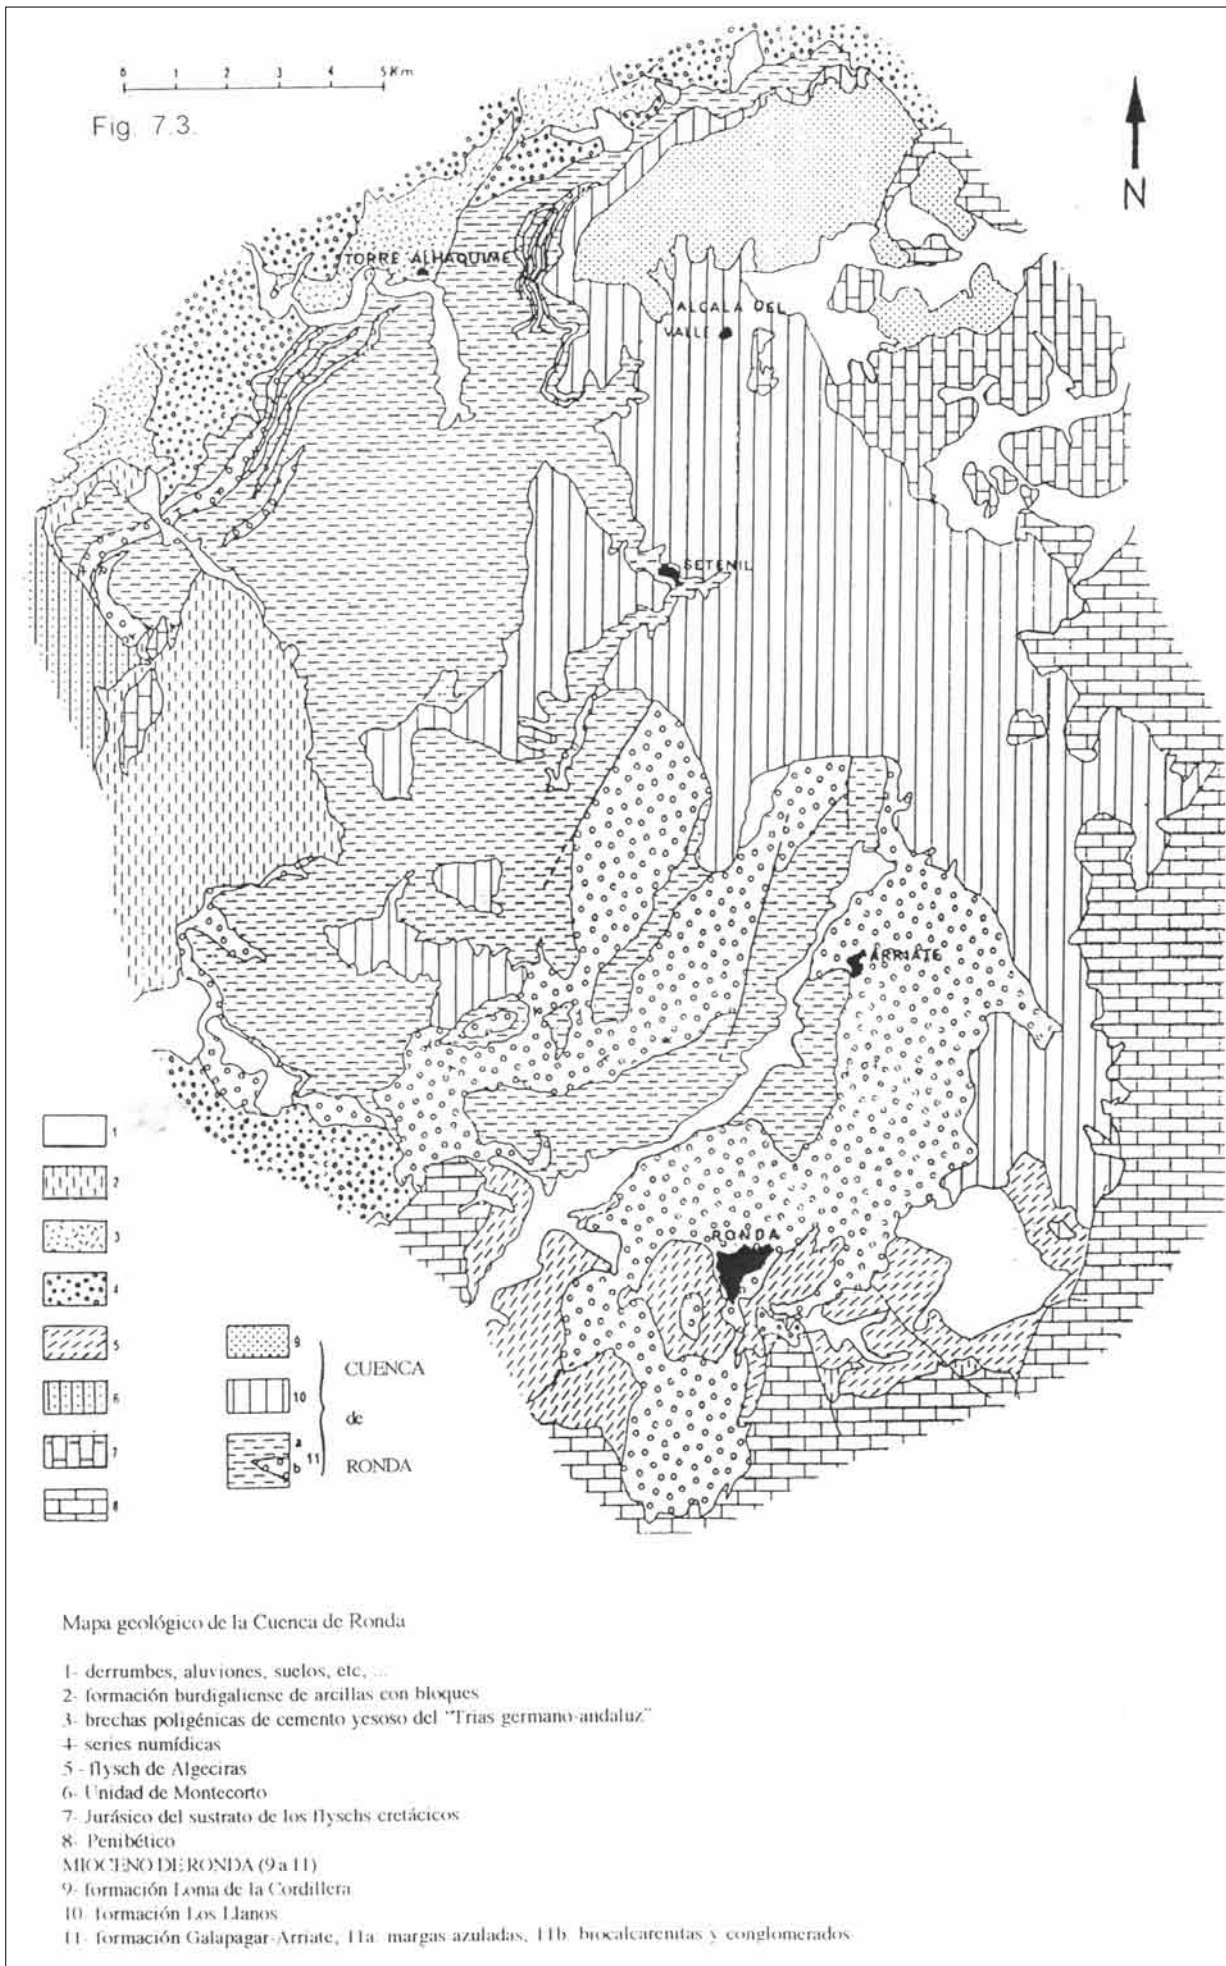 0 1 2 3 4 5 Km
Fig. 7.3.
N
TORRE ALHAQUIME
ALCALA DEL
VALLE
SETENIL
ARRIATE
RONDA
1
2
3
4
5
6
7
8
9
10
a
b 11
CUENCA
de
RONDA
Mapa geológico de la Cuenca de Ronda
1- derrumbes, aluviones, suelos, etc, ...
2- formación burdigaliense de arcillas con bloques
3- brechas poligénicas de cemento yesoso del "Trias germano-andaluz"
4- series numídicas
5 - flysch de Algeciras
6- Unidad de Montecorto
7- Jurásico del sustrato de los flyschs cretácicos
8- Penibético
MIOCENO DE RONDA (9 a 11)
9- formación Loma de la Cordillera
10- formación Los Llanos
11- formación Galapagar-Arriate, 11a: margas azuladas, 11b: biocalcarenitas y conglomerados